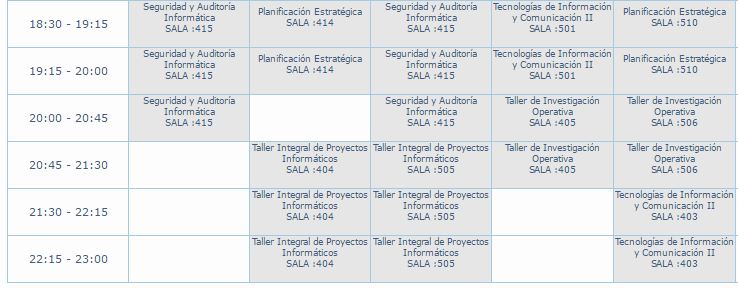 18:30 - 19:15
Seguridad y Auditoría
Informática
SALA :415
Planificación Estratégica
SALA :414
Seguridad y Auditoría
Informática
SALA :415
Tecnologías de Información
y Comunicación II
SALA :501
Planificación Estratégica
SALA :510
19:15 - 20:00
Seguridad y Auditoría
Informática
SALA :415
Planificación Estratégica
SALA :414
Seguridad y Auditoría
Informática
SALA :415
Tecnologías de Información
y Comunicación II
SALA :501
Planificación Estratégica
SALA :510
20:00 - 20:45
Seguridad y Auditoría
Informática
SALA :415
Seguridad y Auditoría
Informática
SALA :415
Taller de Investigación
Operativa
SALA :405
Taller de Investigación
Operativa
SALA :506
20:45 - 21:30
Taller Integral de Proyectos
Informáticos
SALA :404
Taller Integral de Proyectos
Informáticos
SALA :505
Taller de Investigación
Operativa
SALA :405
Taller de Investigación
Operativa
SALA :506
21:30 - 22:15
Taller Integral de Proyectos
Informáticos
SALA :404
Taller Integral de Proyectos
Informáticos
SALA :505
Tecnologías de Información
y Comunicación II
SALA :403
22:15 - 23:00
Taller Integral de Proyectos
Informáticos
SALA :404
Taller Integral de Proyectos
Informáticos
SALA :505
Tecnologías de Información
y Comunicación II
SALA :403